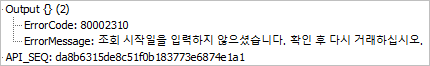 Output {} (2)
ErrorCode: 80002310
ErrorMessage: 조회 시작일을 입력하지 않으셨습니다. 확인 후 다시 거래하십시오.
API_SEQ: da8b6315de8c51f0b183773e6874e1a1